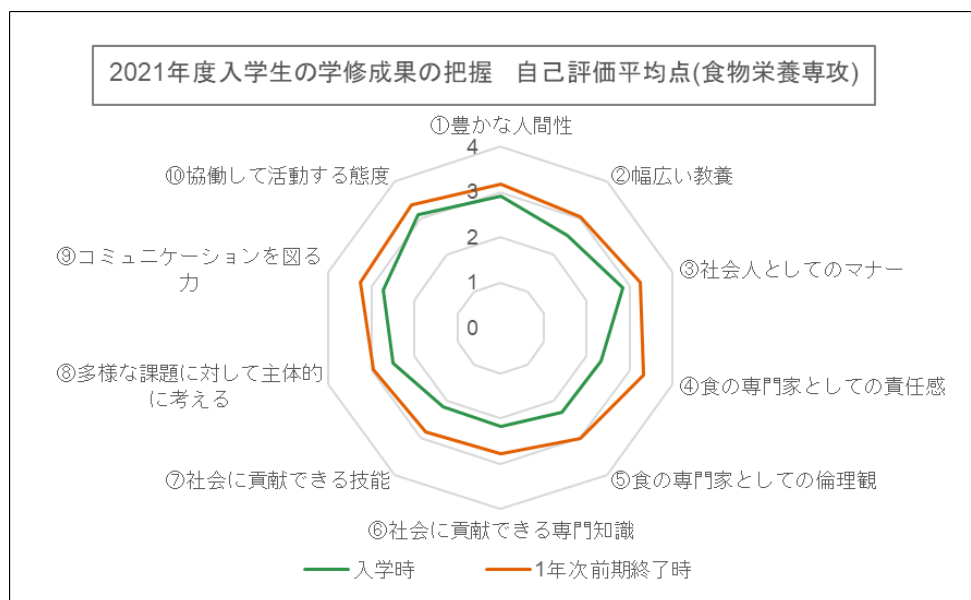 2021年度入学生の学修成果の把握　自己評価平均点(食物栄養専攻)
①豊かな人間性
②幅広い教養
③社会人としてのマナー
④食の専門家としての責任感
⑤食の専門家としての倫理観
⑥社会に貢献できる専門知識
⑦社会に貢献できる技能
⑧多様な課題に対して主体的
に考える
⑨コミュニケーションを図る
力
⑩協働して活動する態度
4
3
2
1
0
入学時
1年次前期終了時